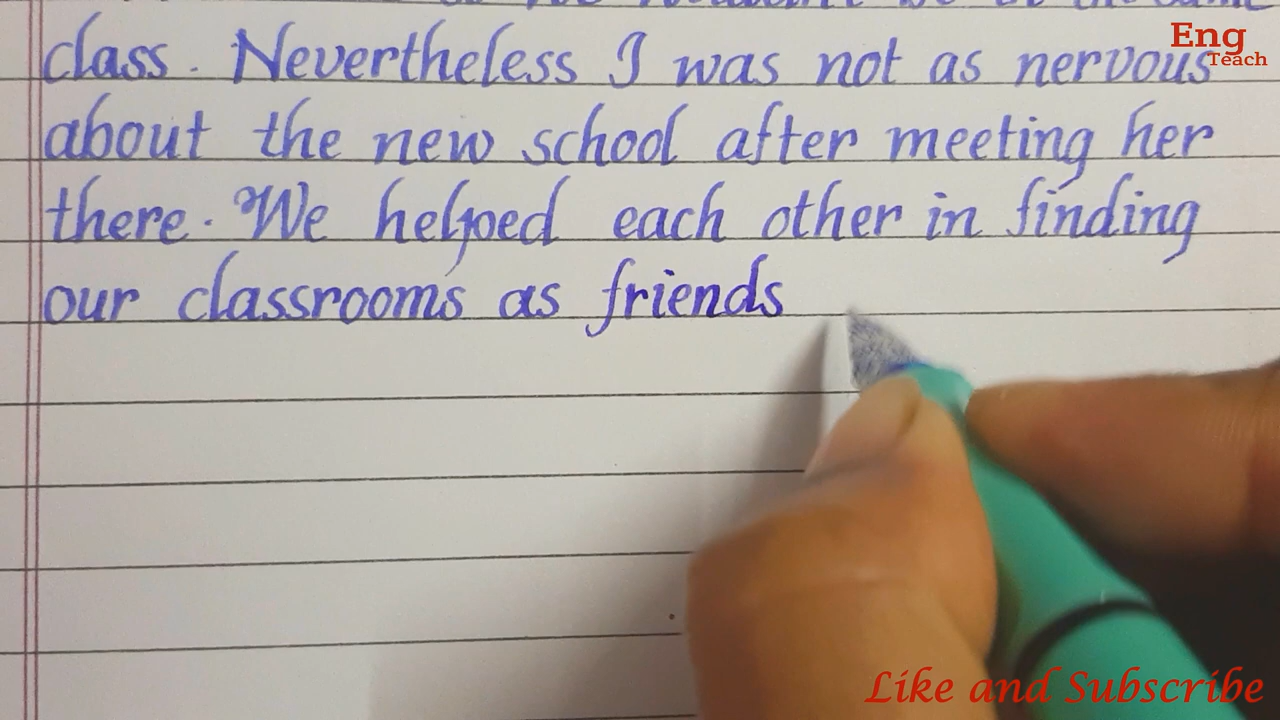 class. Nevertheless I was not as nervous
about the new school after meeting her
there. We helped each other in finding
our classrooms as friends
Eng
Teach
Like and Subscribe